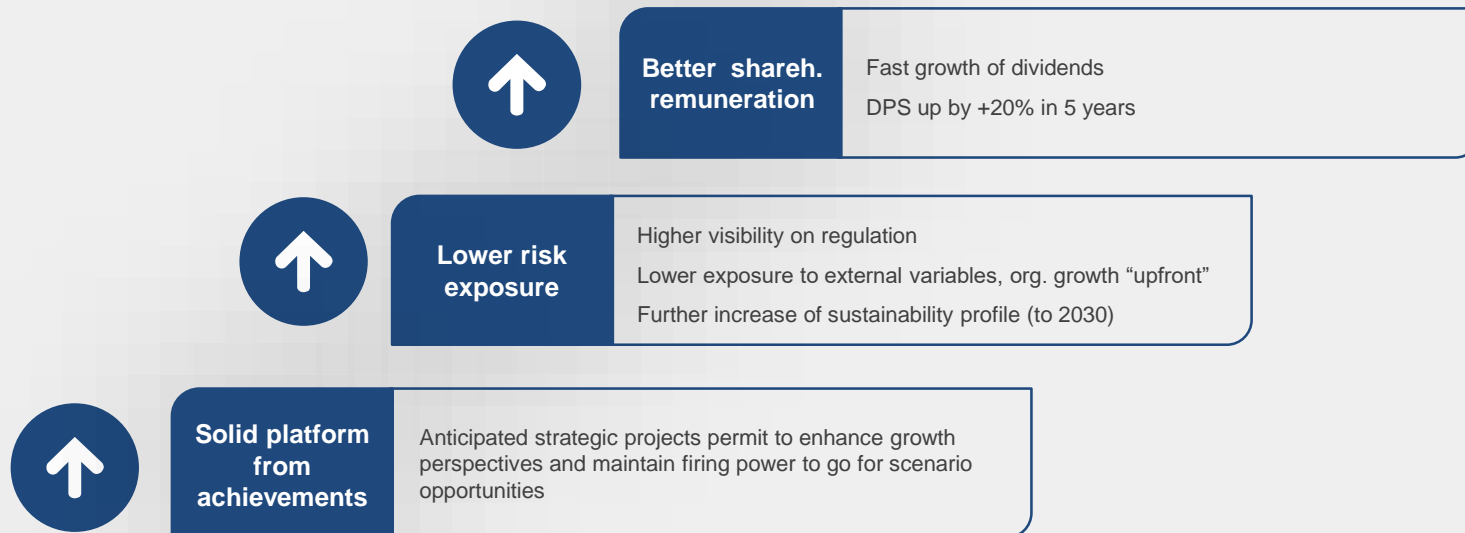 Better shareh.
remuneration
Fast growth of dividends
DPS up by +20% in 5 years
Lower risk
exposure
Higher visibility on regulation
Lower exposure to external variables, org. growth “upfront”
Further increase of sustainability profile (to 2030)
Solid platform
from
achievements
Anticipated strategic projects permit to enhance growth
perspectives and maintain firing power to go for scenario
opportunities